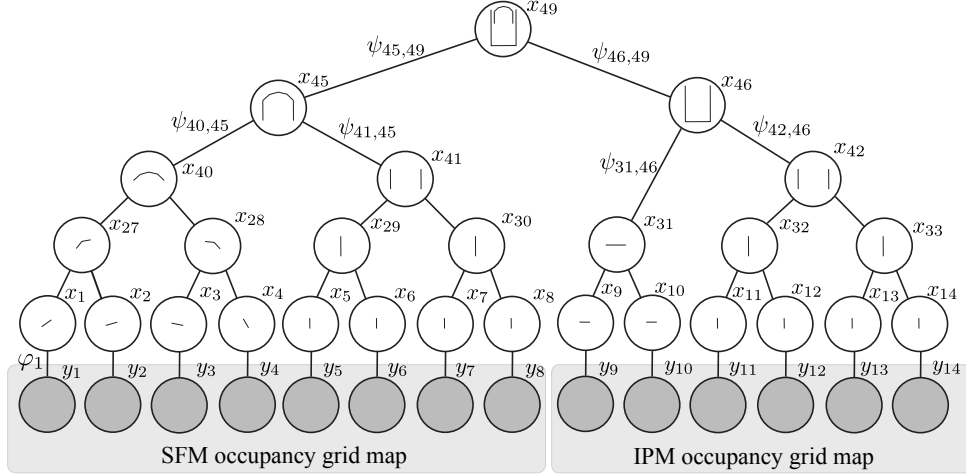 x49
ψ45,49 ψ46,49
x45 x46
ψ40,45 ψ41,45 ψ31,46 ψ42,46
x40 x41 x42
x27 x28 x29 x30 x31 x32 x33
x1 x2 x3 x4 x5 x6 x7 x8 x9 x10 x11 x12 x13 x14
φ1 y1 y2 y3 y4 y5 y6 y7 y8 y9 y10 y11 y12 y13 y14
SFM occupancy grid map IPM occupancy grid map